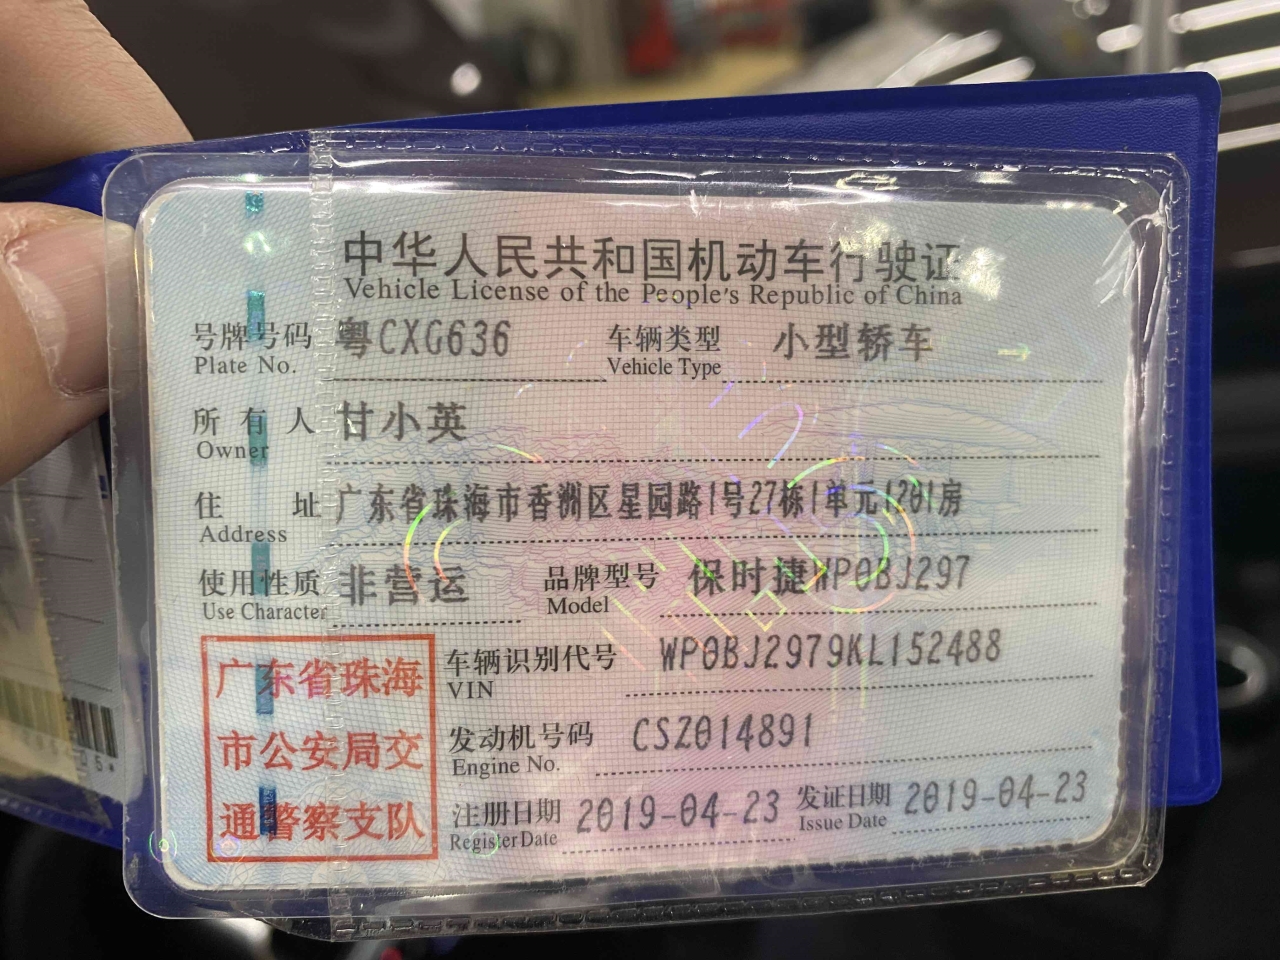 中华人民共和国机动车行驶证
Vehicle License of the People's Republic of China
号牌号码 粤CXG636 车辆类型 小型轿车
Plate No. Vehicle Type
所有人 甘小英
Owner
住址 广东省珠海市香洲区星园路1号27栋1单元1201房
Address
使用性质 非营运 品牌型号 保时捷WP0BJ297
Use Character Model
广东省珠海
市公安局交
通警察支队
车辆识别代号 WP0BJ2979KL152488
VIN
发动机号码 CSZ014891
Engine No.
注册日期 2019-04-23 发证日期 2019-04-23
Register Date Issue Date